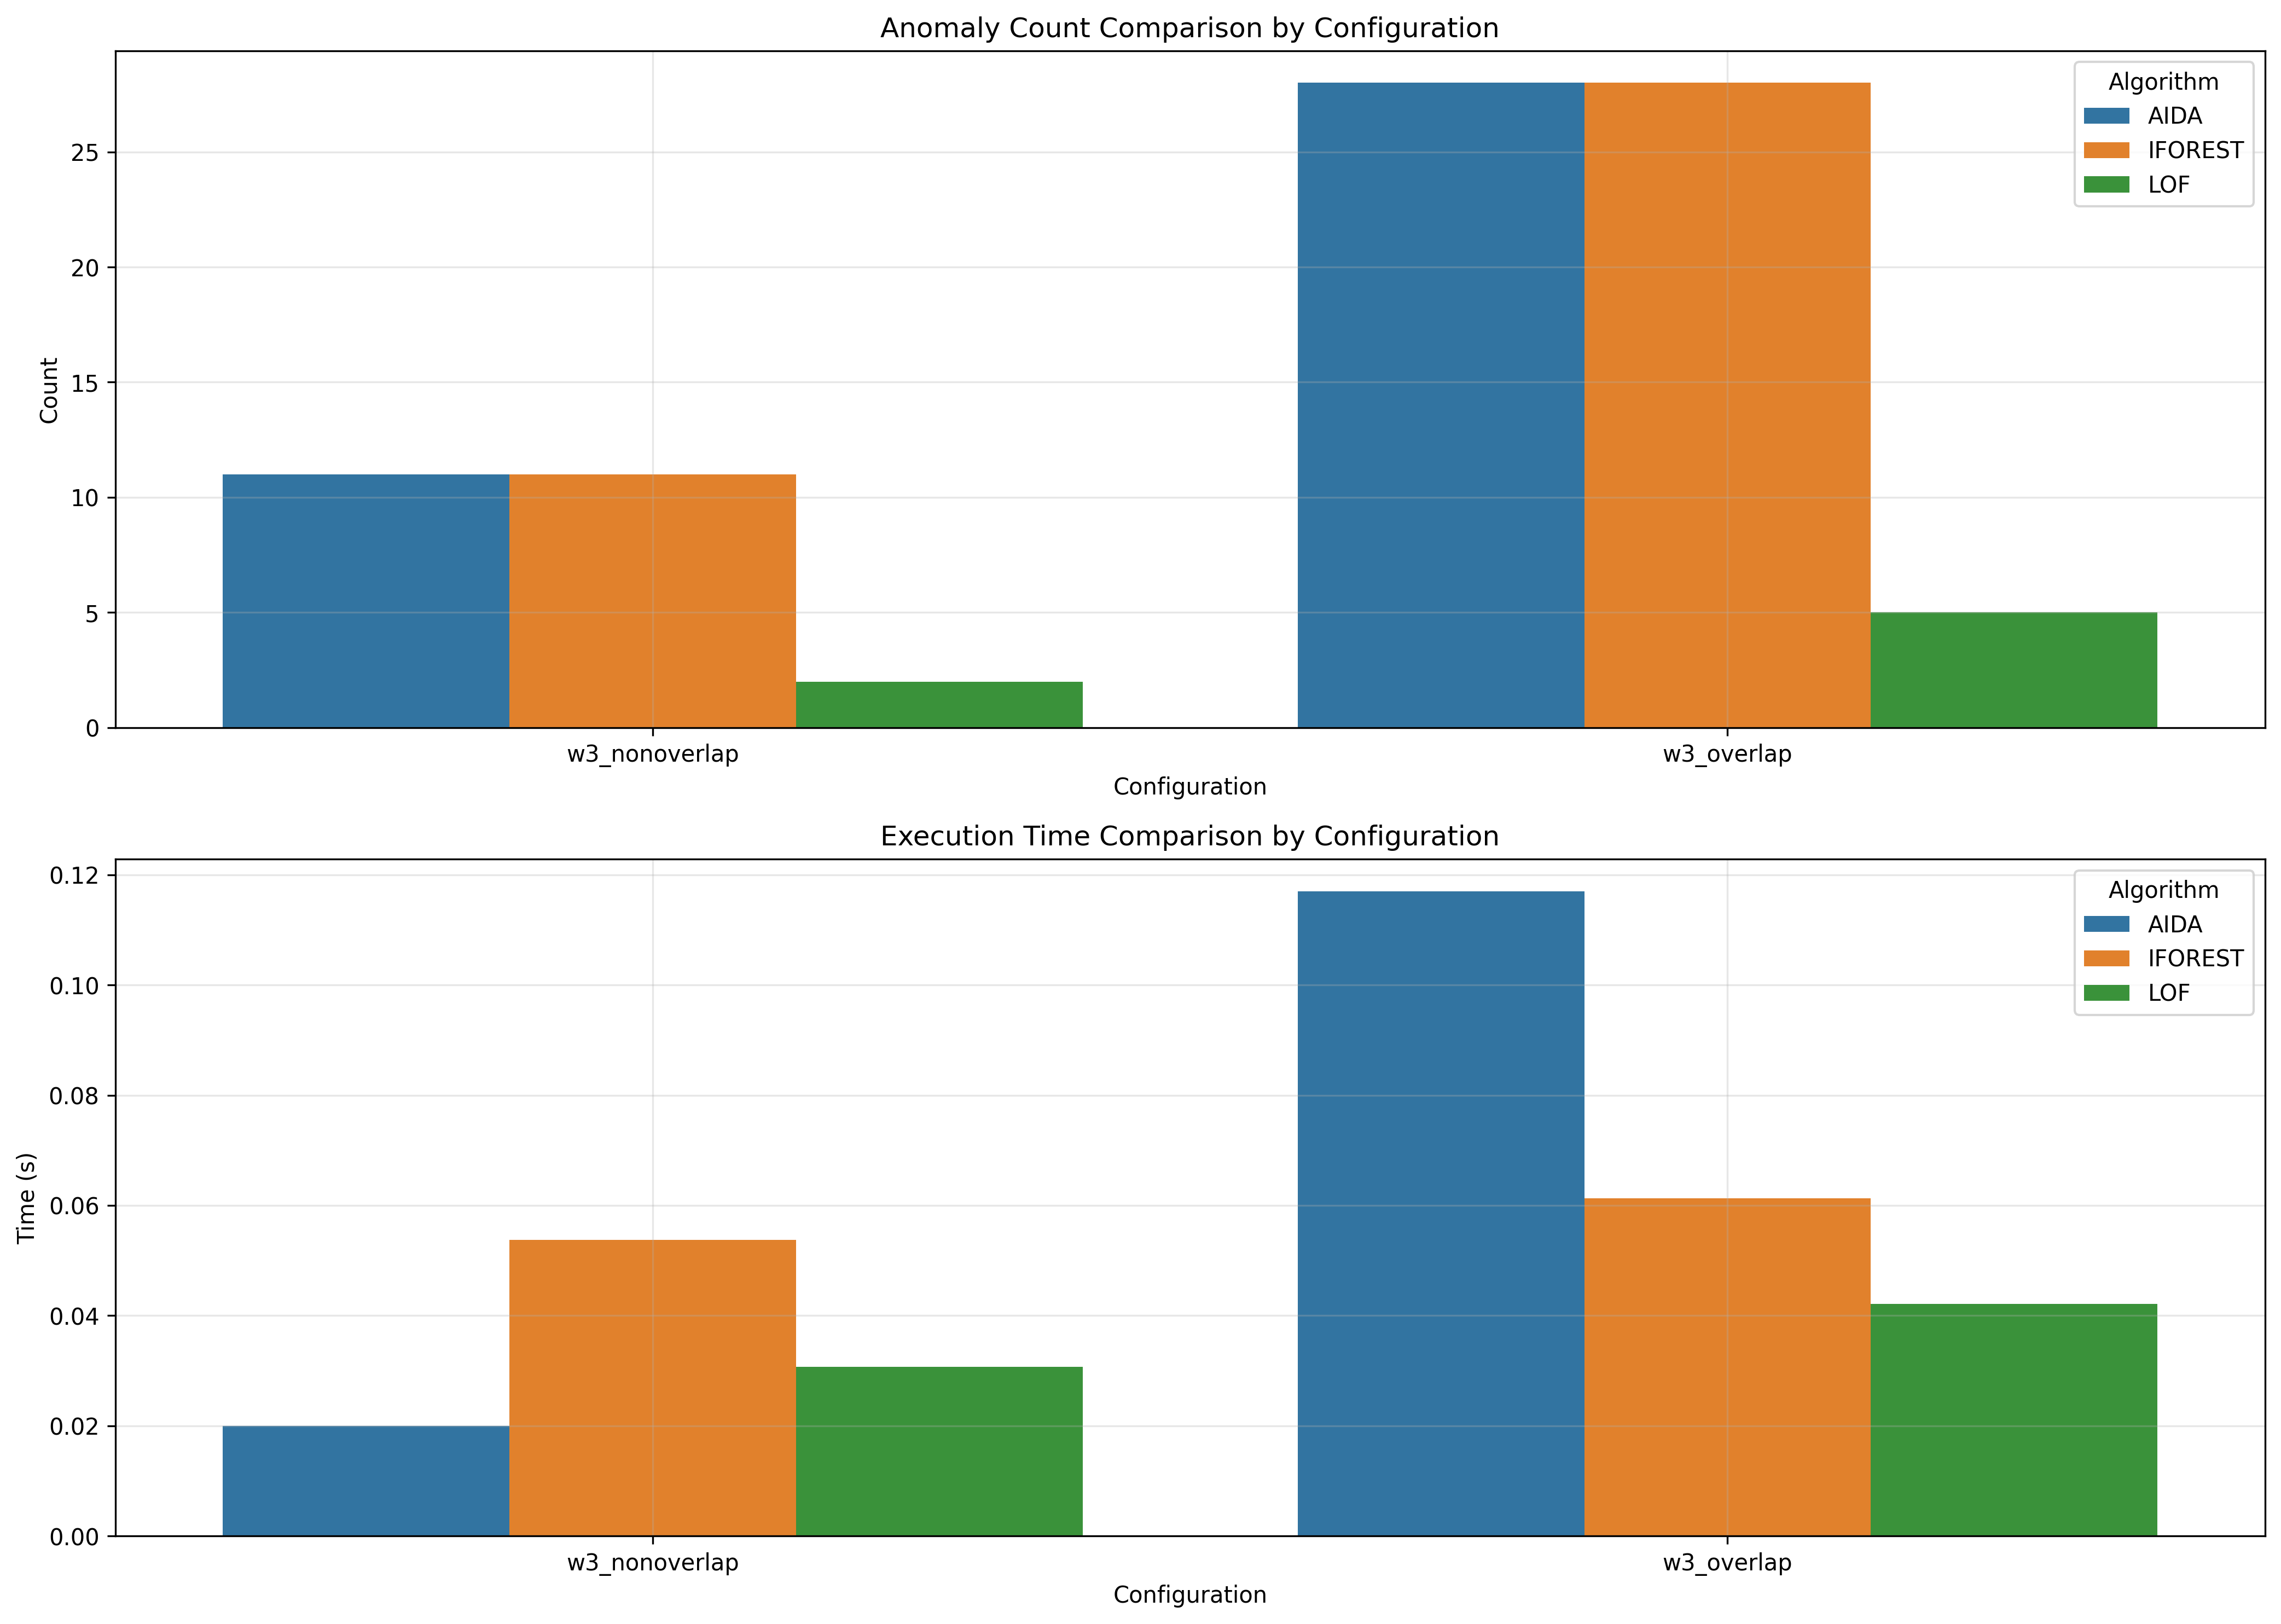 Anomaly Count Comparison by Configuration
Algorithm
AIDA
IFOREST
LOF
25
20
15
10
5
0
Count
w3_nonoverlap
w3_overlap
Configuration
Execution Time Comparison by Configuration
Algorithm
AIDA
IFOREST
LOF
0.12
0.10
0.08
0.06
0.04
0.02
0.00
Time (s)
w3_nonoverlap
w3_overlap
Configuration